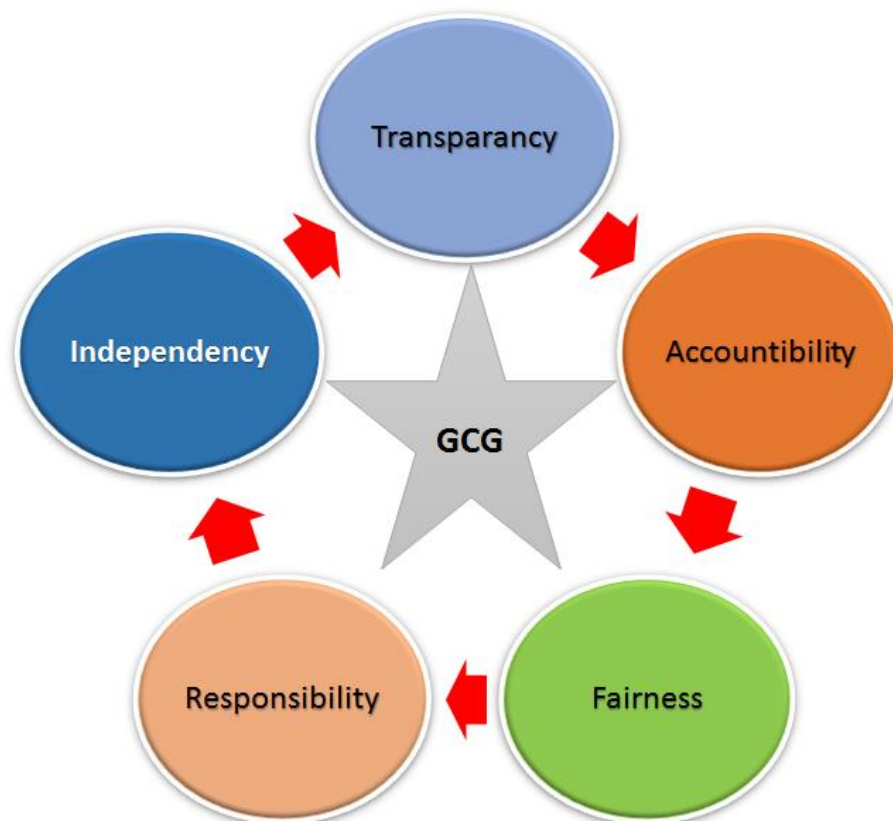 Transparancy
Independency
Accountibility
GCG
Responsibility
Fairness